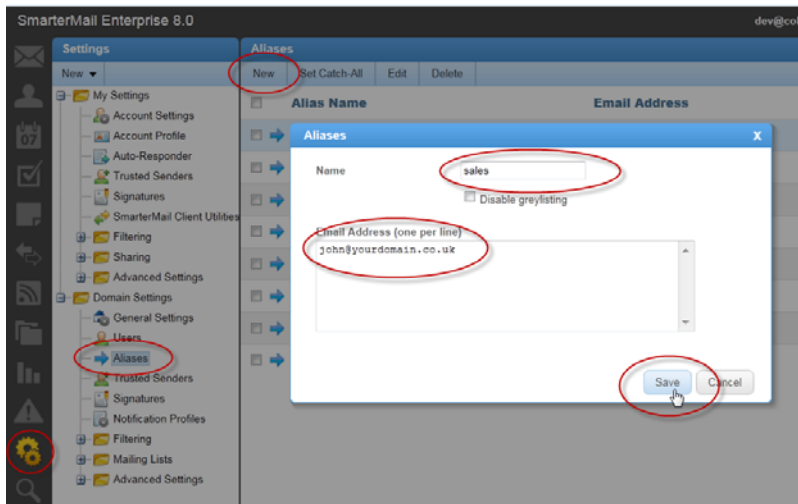 SmarterMail Enterprise 8.0
dev@col
Settings
Aliases
New
New Set Catch-All Edit Delete
My Settings
Account Settings
Account Profile
Auto-Responder
Trusted Senders
Signatures
SmarterMail Client Utilities
Filtering
Sharing
Advanced Settings
Domain Settings
General Settings
Users
Aliases
Trusted Senders
Signatures
Notification Profiles
Filtering
Mailing Lists
Advanced Settings
07
Alias Name Email Address
Aliases X
Name sales
Disable greylisting
Email Address (one per line)
john@yourdomain.co.uk
Save Cancel